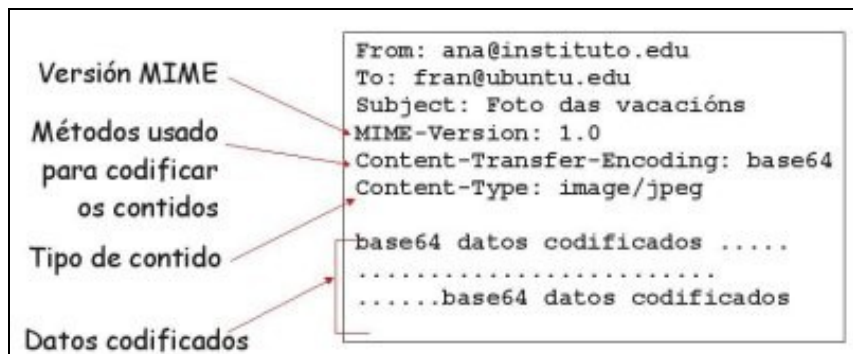 Versión MIME
Métodos usado
para codificar
os contidos
Tipo de contido
Datos codificados
From: ana@instituto.edu
To: fran@ubuntu.edu
Subject: Foto das vacacións
MIME-Version: 1.0
Content-Transfer-Encoding: base64
Content-Type: image/jpeg
base64 datos codificados .....
.........................
......base64 datos codificados